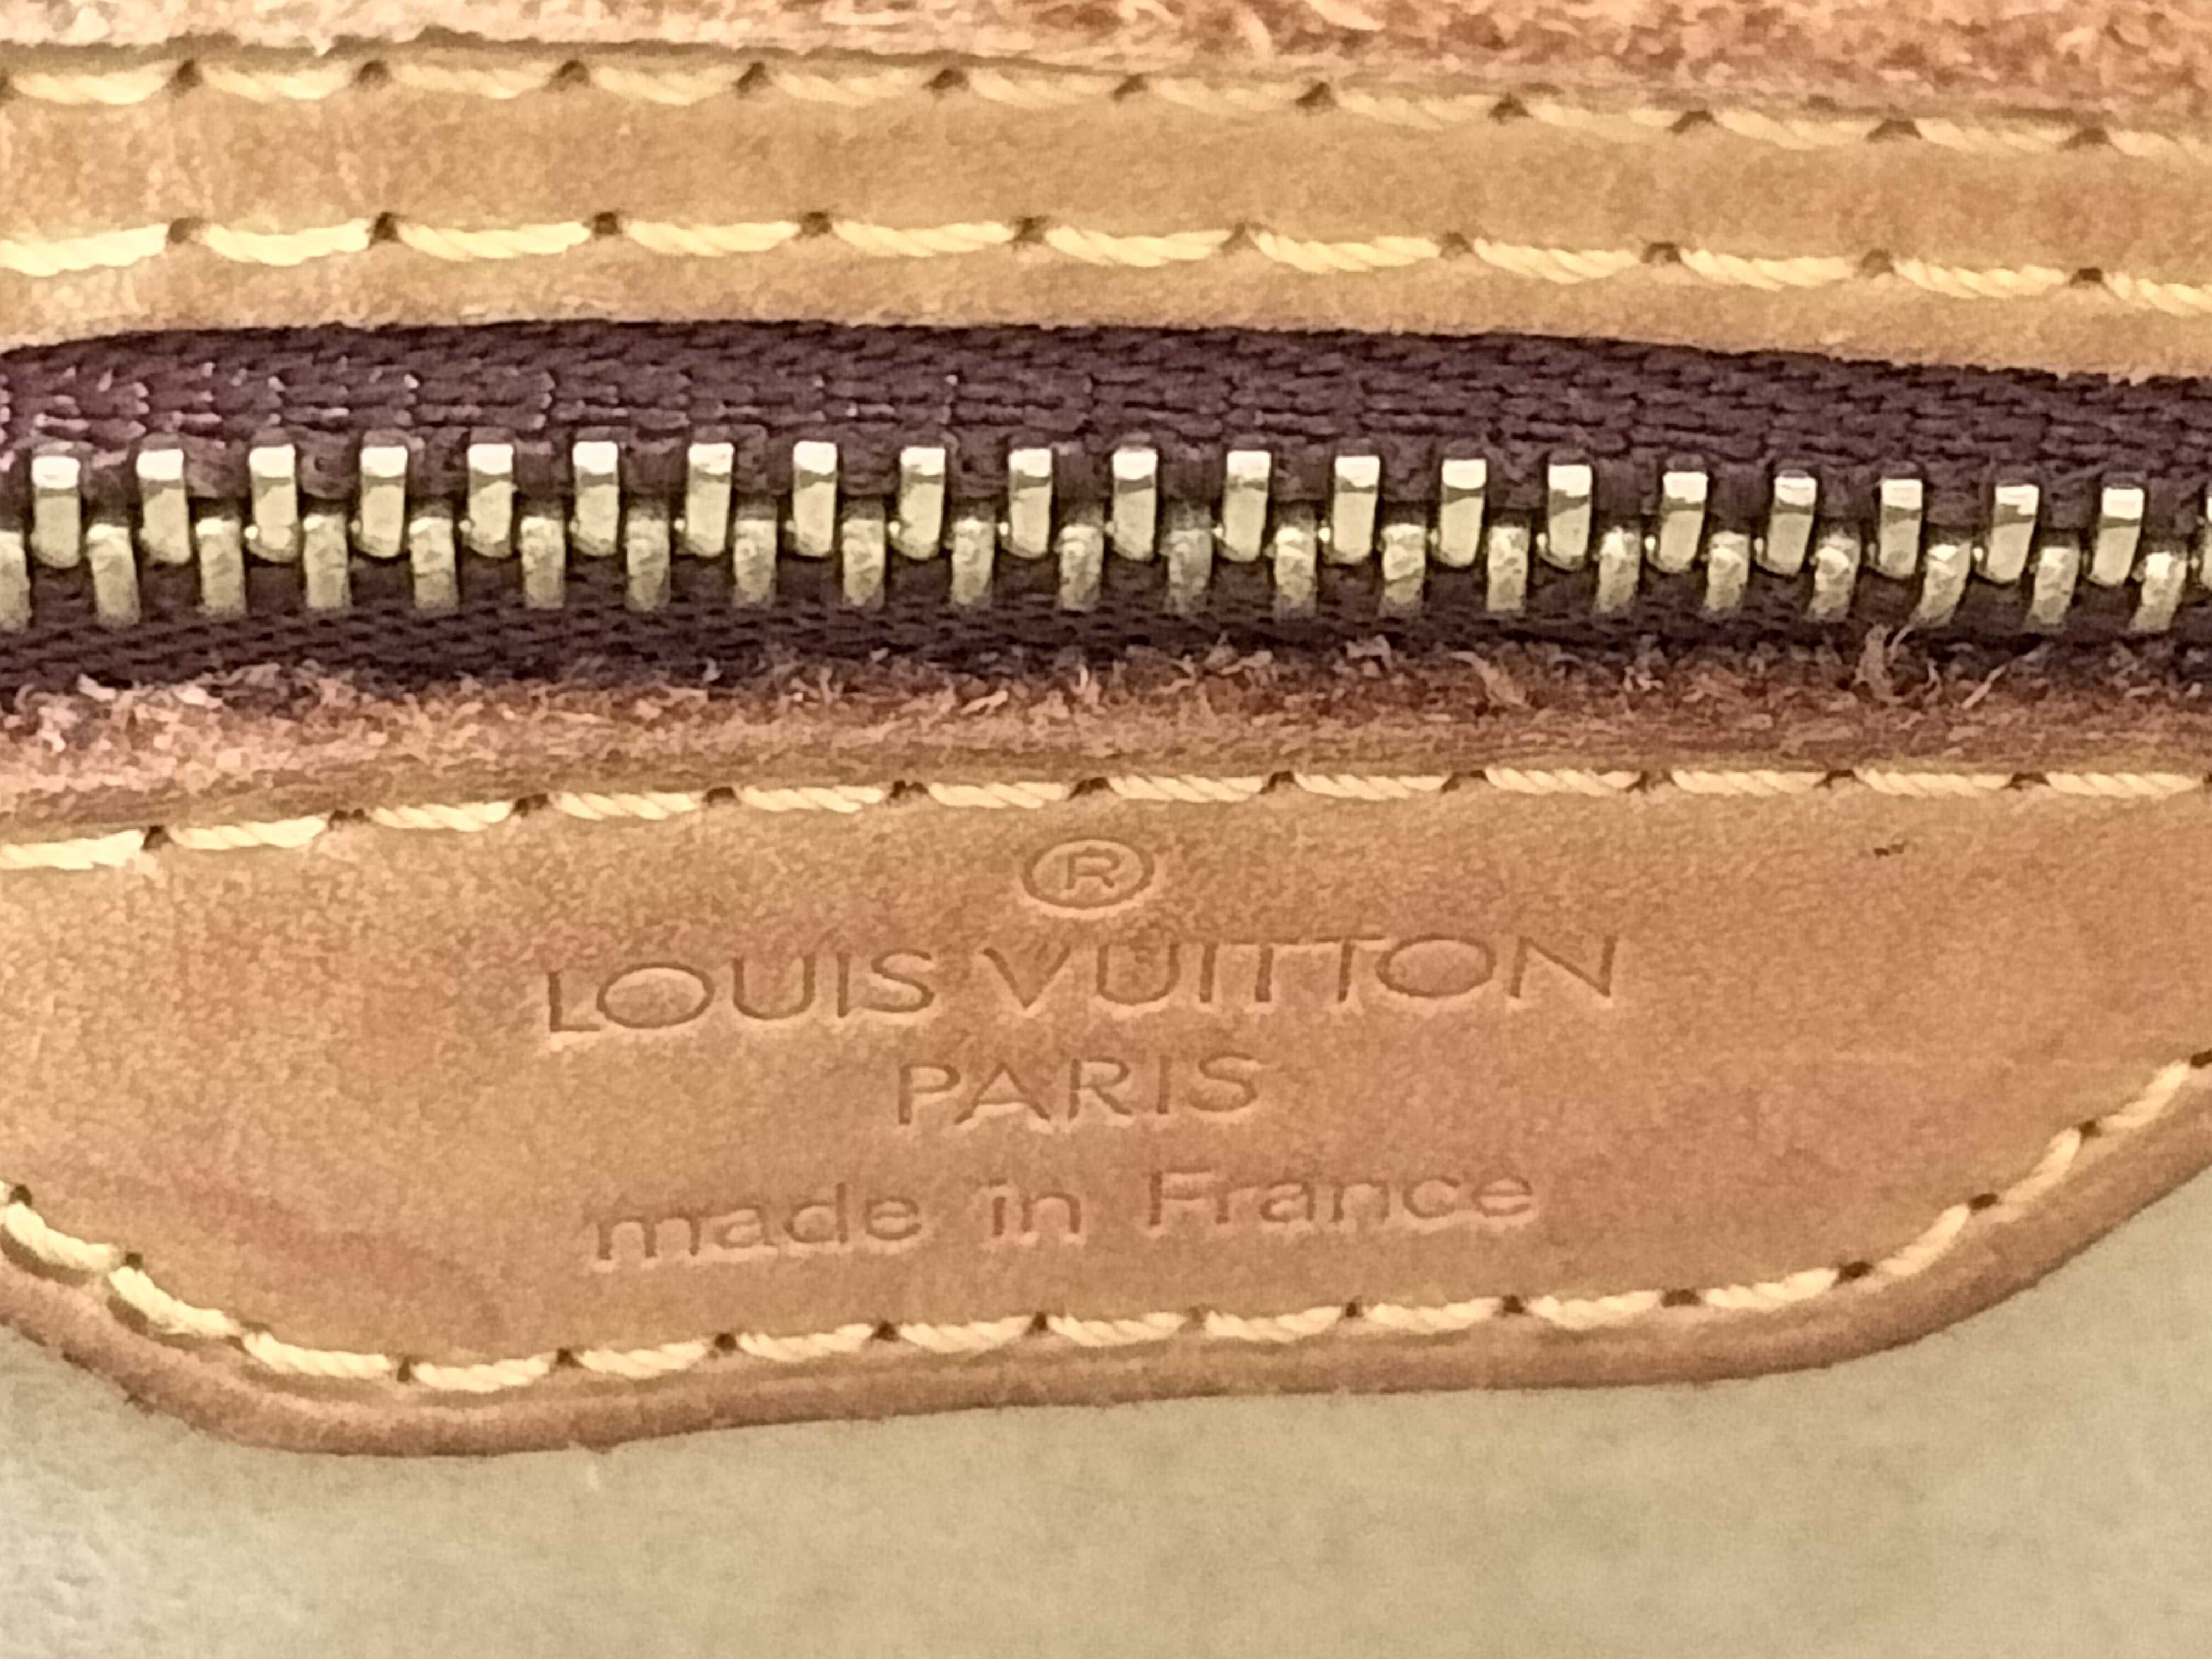 ®
LOUIS VUITTON
PARIS
made in France